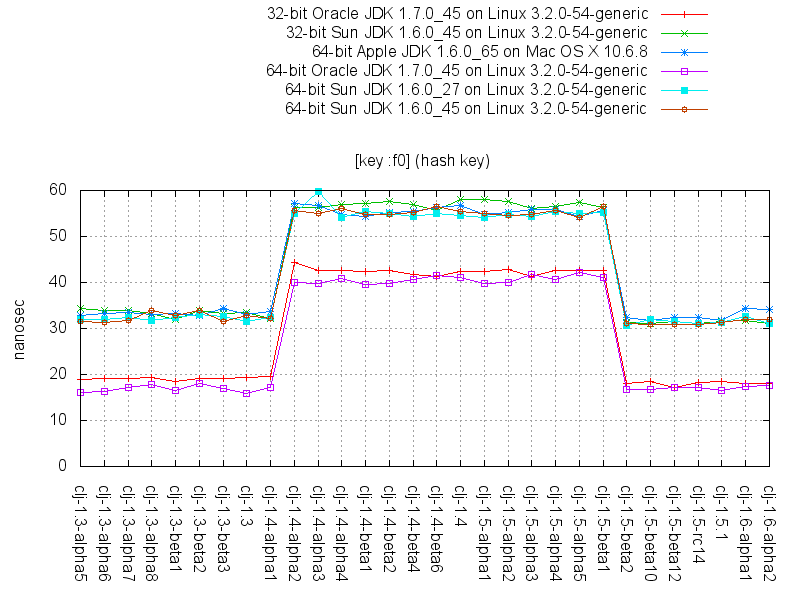 32-bit Oracle JDK 1.7.0_45 on Linux 3.2.0-54-generic
32-bit Sun JDK 1.6.0_45 on Linux 3.2.0-54-generic
64-bit Apple JDK 1.6.0_65 on Mac OS X 10.6.8
64-bit Oracle JDK 1.7.0_45 on Linux 3.2.0-54-generic
64-bit Sun JDK 1.6.0_27 on Linux 3.2.0-54-generic
64-bit Sun JDK 1.6.0_45 on Linux 3.2.0-54-generic
[key :f0] (hash key)
nanosec
60
50
40
30
20
10
0
clj-1.3-alpha5
clj-1.3-alpha6
clj-1.3-alpha7
clj-1.3-alpha8
clj-1.3-beta1
clj-1.3-beta2
clj-1.3-beta3
clj-1.3
clj-1.4-alpha1
clj-1.4-alpha2
clj-1.4-alpha3
clj-1.4-alpha4
clj-1.4-beta1
clj-1.4-beta2
clj-1.4-beta4
clj-1.4-beta6
clj-1.4
clj-1.5-alpha1
clj-1.5-alpha2
clj-1.5-alpha3
clj-1.5-alpha4
clj-1.5-alpha5
clj-1.5-beta1
clj-1.5-beta2
clj-1.5-beta10
clj-1.5-beta12
clj-1.5-rc14
clj-1.5.1
clj-1.6-alpha1
clj-1.6-alpha2